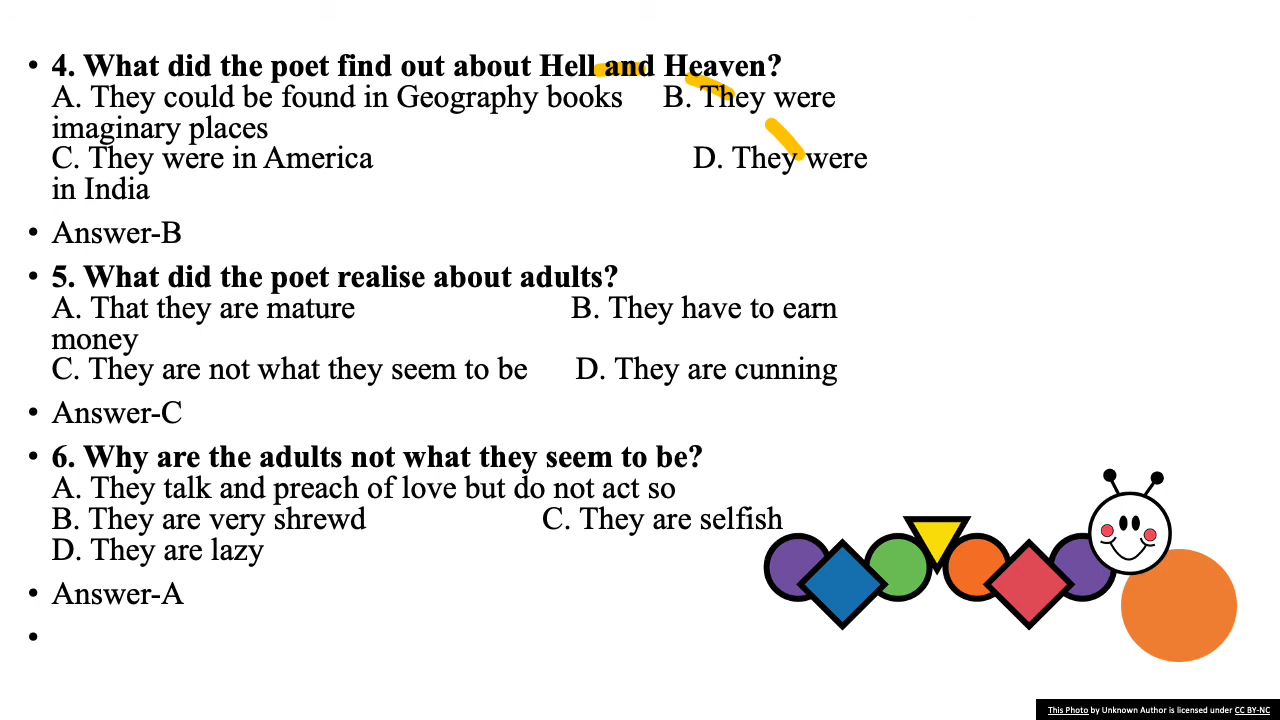 • 4. What did the poet find out about Hell and Heaven?
A. They could be found in Geography books B. They were
imaginary places
C. They were in America D. They were
in India
• Answer-B
• 5. What did the poet realise about adults?
A. That they are mature B. They have to earn
money
C. They are not what they seem to be D. They are cunning
• Answer-C
• 6. Why are the adults not what they seem to be?
A. They talk and preach of love but do not act so
B. They are very shrewd C. They are selfish
D. They are lazy
• Answer-A
•
This Photo by Unknown Author is licensed under CC BY-NC